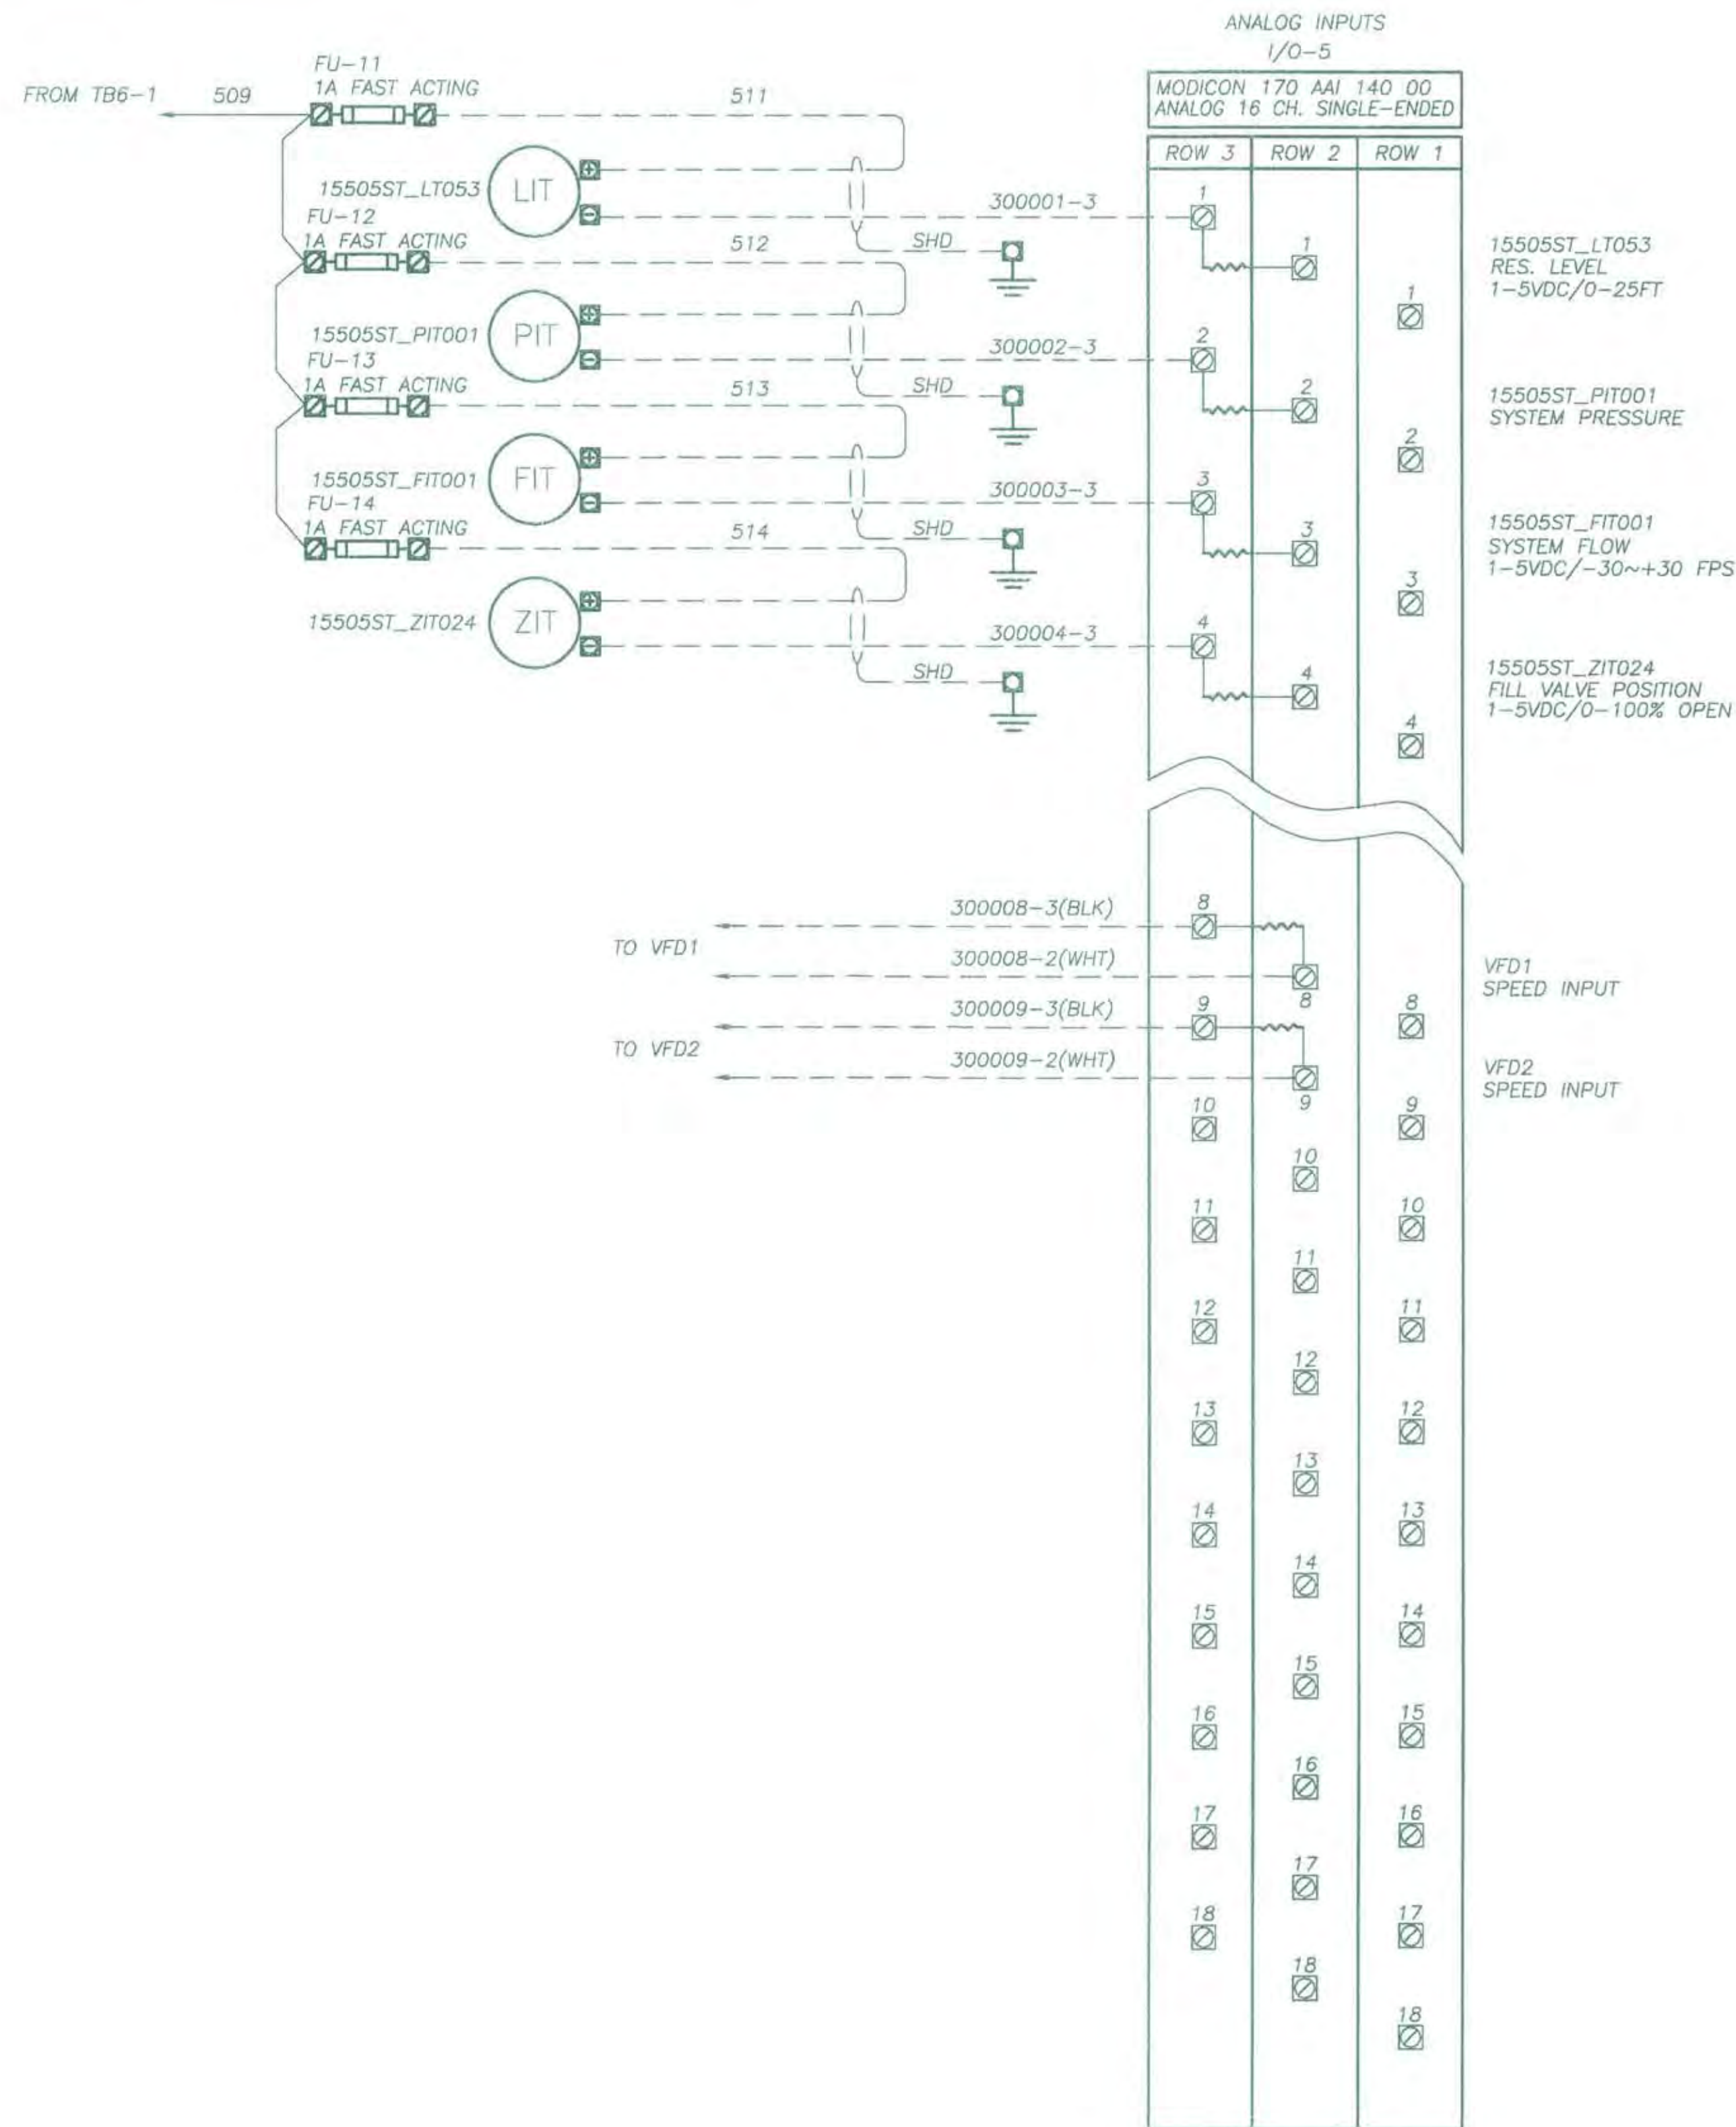 ANALOG INPUTS
I/O-5
MODICON 170 AAI 140 00
ANALOG 16 CH. SINGLE-ENDED
ROW 3 ROW 2 ROW 1
FROM TB6-1 509
FU-11
1A FAST ACTING
511
15505ST_LT053
LIT
+
-
300001-3
SHD
1
1
1
15505ST_LT053
RES. LEVEL
1-5VDC/0-25FT
FU-12
1A FAST ACTING
512
15505ST_PIT001
PIT
+
-
300002-3
SHD
2
2
2
15505ST_PIT001
SYSTEM PRESSURE
FU-13
1A FAST ACTING
513
15505ST_FIT001
FIT
+
-
300003-3
SHD
3
3
3
15505ST_FIT001
SYSTEM FLOW
1-5VDC/-30~+30 FPS
FU-14
1A FAST ACTING
514
15505ST_ZIT024
ZIT
+
-
300004-3
SHD
4
4
4
15505ST_ZIT024
FILL VALVE POSITION
1-5VDC/0-100% OPEN
300008-3(BLK)
8
TO VFD1
300008-2(WHT)
8
8
VFD1
SPEED INPUT
300009-3(BLK)
9
TO VFD2
300009-2(WHT)
9
9
VFD2
SPEED INPUT
10
10
10
11
11
11
12
12
12
13
13
13
14
14
14
15
15
15
16
16
16
17
17
17
18
18
18